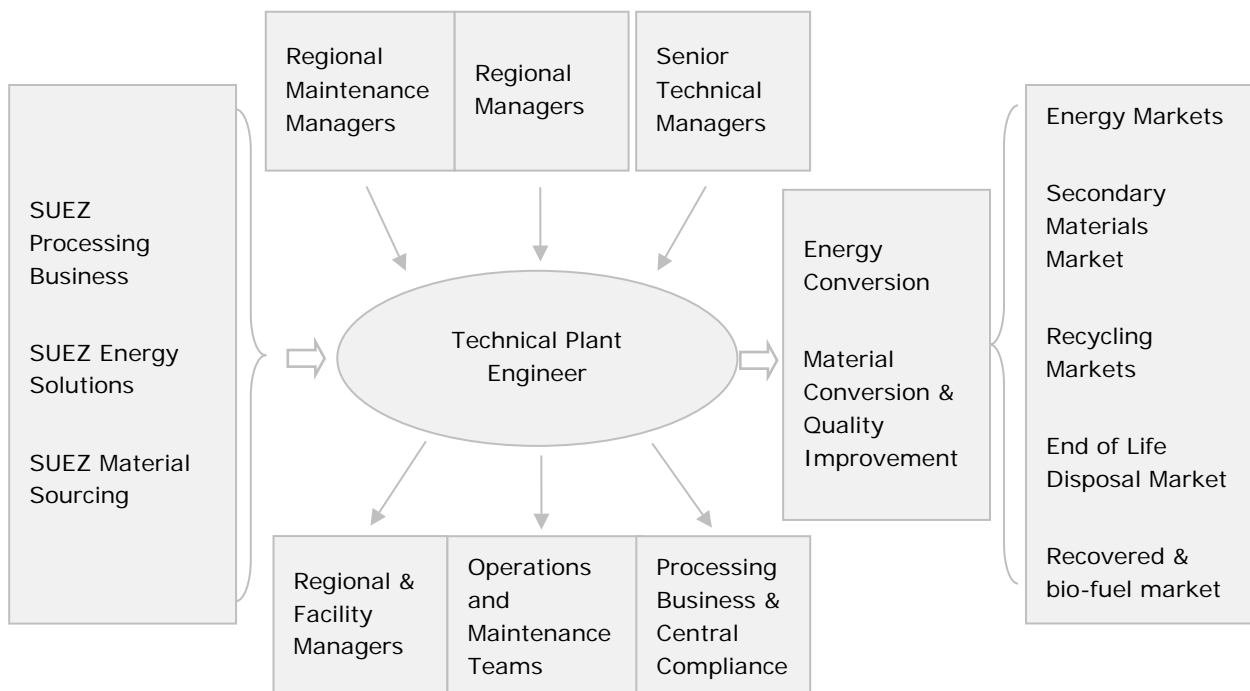 SUEZ
Processing
Business
SUEZ Energy
Solutions
SUEZ Material
Sourcing
Regional
Maintenance
Managers
Regional
Managers
Senior
Technical
Managers
Technical Plant
Engineer
Regional &
Facility
Managers
Operations
and
Maintenance
Teams
Processing
Business &
Central
Compliance
Energy
Conversion
Material
Conversion &
Quality
Improvement
Energy Markets
Secondary
Materials
Market
Recycling
Markets
End of Life
Disposal Market
Recovered &
bio-fuel market